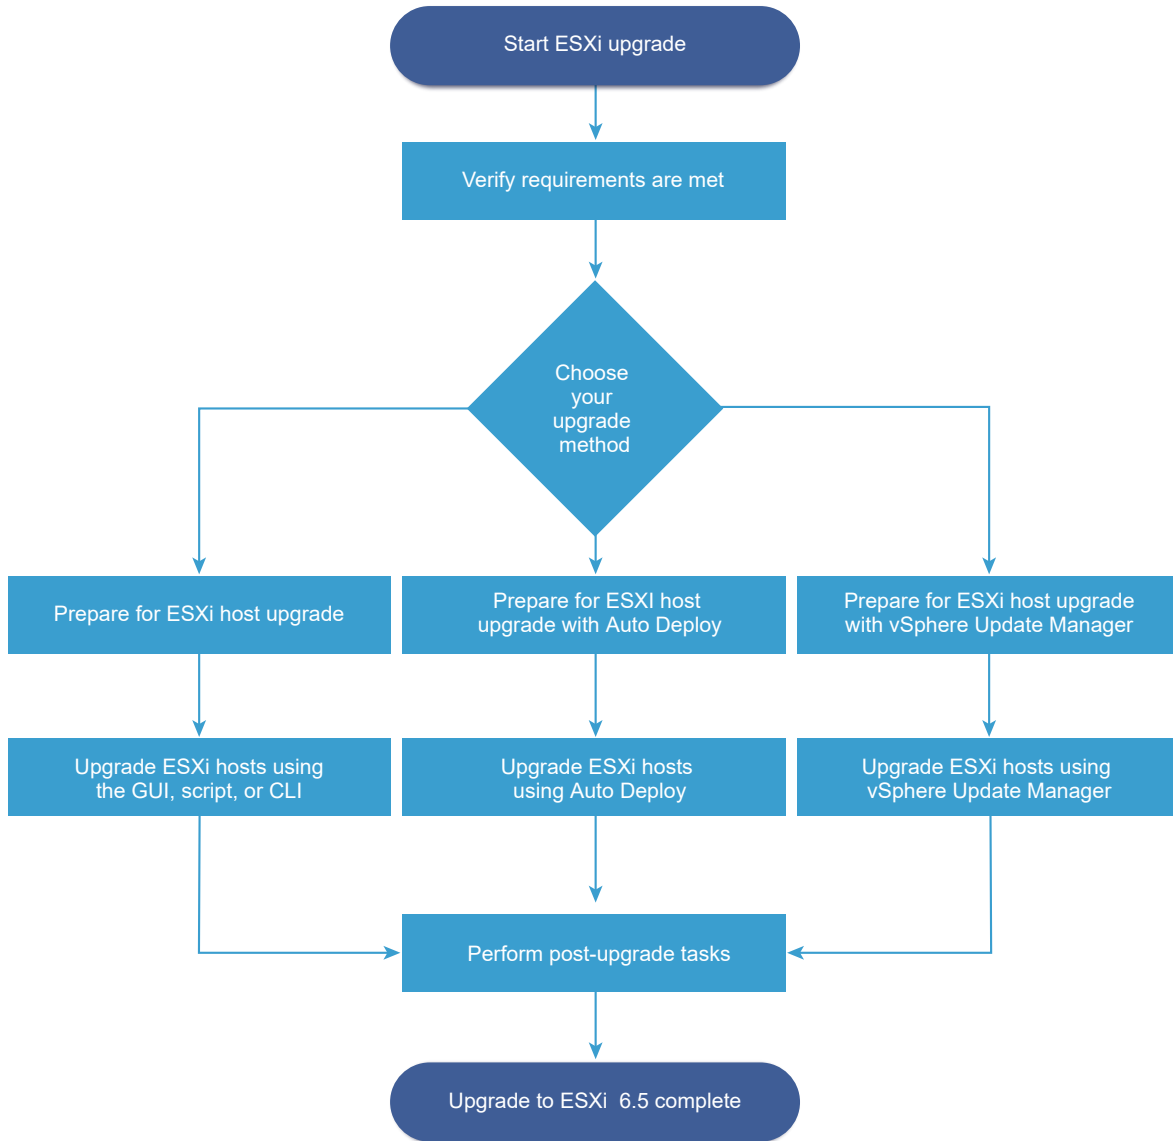 Start ESXi upgrade
Verify requirements are met
Choose
your
upgrade
method
Prepare for ESXi host upgrade
Prepare for ESXI host
upgrade with Auto Deploy
Prepare for ESXi host upgrade
with vSphere Update Manager
Upgrade ESXi hosts using
the GUI, script, or CLI
Upgrade ESXi hosts
using Auto Deploy
Upgrade ESXi hosts using
vSphere Update Manager
Perform post-upgrade tasks
Upgrade to ESXi  6.5 complete